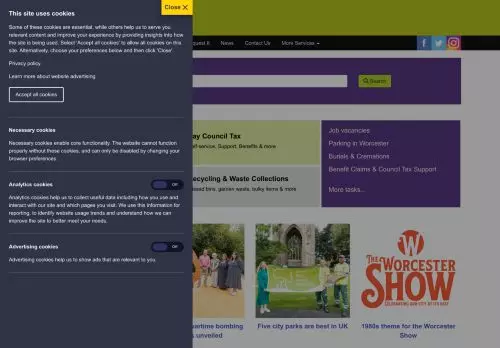 Close ✕
This site uses cookies
Some of these cookies are essential, while others help us to serve you
relevant content and improve your experience by providing insights into
how the site is being used. Select 'Accept all cookies' to allow all cookies on this
site. Alternatively, choose your preferences below and then click 'Close'.
Privacy policy
Learn more about website advertising
Accept all cookies
Necessary cookies
Necessary cookies enable core functionality. The website cannot function
properly without these cookies, and can only be disabled by changing your
browser preferences.
Analytics cookies
Off
Analytics cookies help us to collect useful data including how you use and
interact with our site and which pages you visit. We use this information for
reporting, to identify website usage trends and understand how we can
improve the site to better meet your needs.
Advertising cookies
Off
Advertising cookies help us to show ads that are relevant to you.
quest It
News
Contact Us
More Services
Search
ay Council Tax
elf-service, Support, Benefits & more
ecycling & Waste Collections
issed bins, garden waste, bulky items & more
Job vacancies
Parking in Worcester
Burials & Cremations
Benefit Claims & Council Tax Support
More tasks...
THE
WORCESTER
SHOW
CELEBRATING OUR CITY AT ITS BEST
artime bombing
s unveiled
Five city parks are best in UK
1980s theme for the Worcester
Show